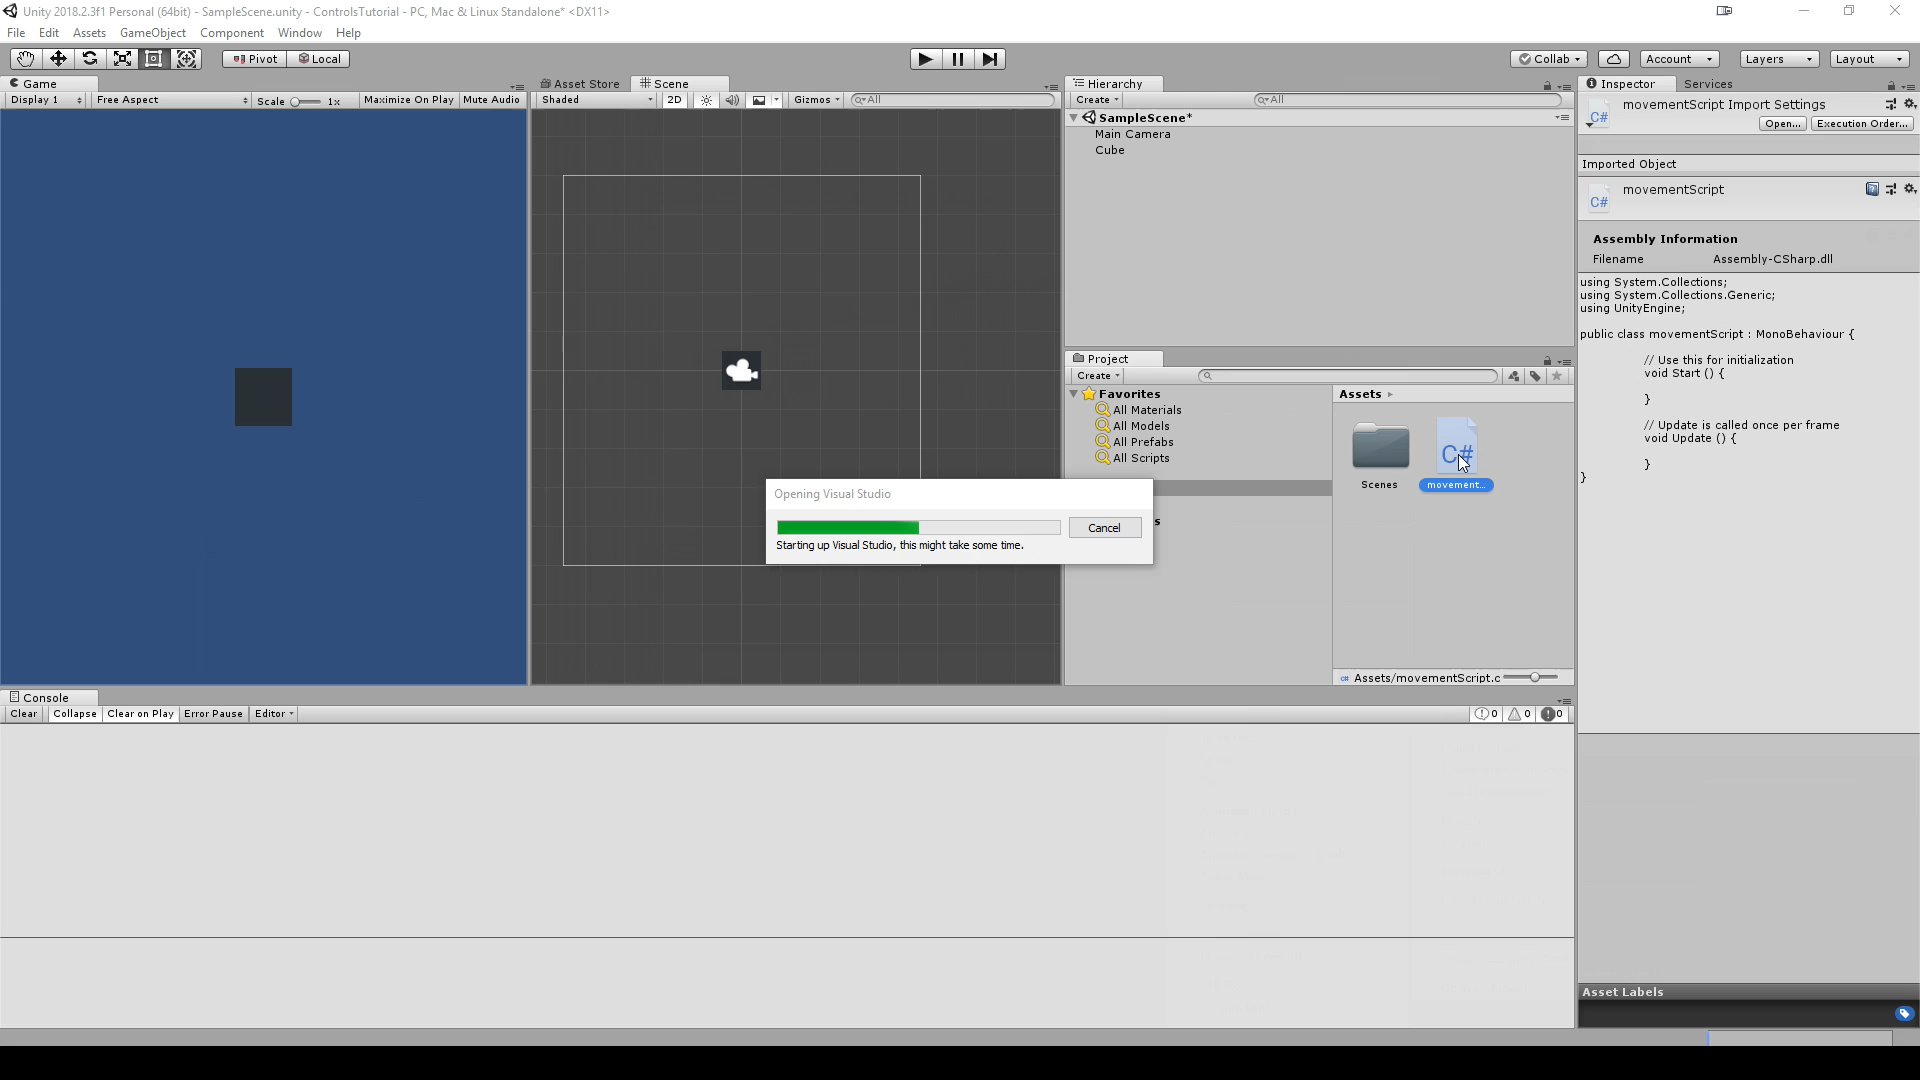 Unity 2018.2.3f1 Personal (64bit) - SampleScene.unity - ControlsTutorial - PC, Mac & Linux Standalone* <DX11>
File Edit Assets GameObject Component Window Help
Pivot Local Collab Account Layers Layout
Game Asset Store Scene Hierarchy Inspector Services
Display 1 Free Aspect Scale 1x Maximize On Play Mute Audio Shaded 2D Gizmos All Create All
movementScript Import Settings
C#
Open... Execution Order...
SampleScene*
Main Camera
Cube
Imported Object
movementScript
C#
Assembly Information
Filename Assembly-CSharp.dll
using System.Collections;
using System.Collections.Generic;
using UnityEngine;
public class movementScript : MonoBehaviour {
// Use this for initialization
void Start () {
}
// Update is called once per frame
void Update () {
}
}
Project
Create
Favorites
All Materials
All Models
All Prefabs
All Scripts
s
Assets
C#
Scenes movement...
C# Assets/movementScript.c
Opening Visual Studio
Cancel
Starting up Visual Studio, this might take some time.
Console
Clear Collapse Clear on Play Error Pause Editor 0 0 0
Asset Labels